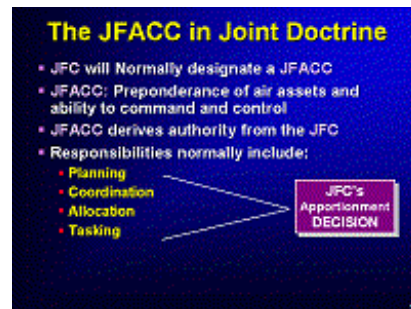 The JFACC in Joint Doctrine
▪ JFC will Normally designate a JFACC
▪ JFACC: Preponderance of air assets and
ability to command and control
▪ JFACC derives authority from the JFC
▪ Responsibilities normally include:
▪ Planning
▪ Coordination
▪ Allocation
▪ Tasking
JFC's
Apportionment
DECISION